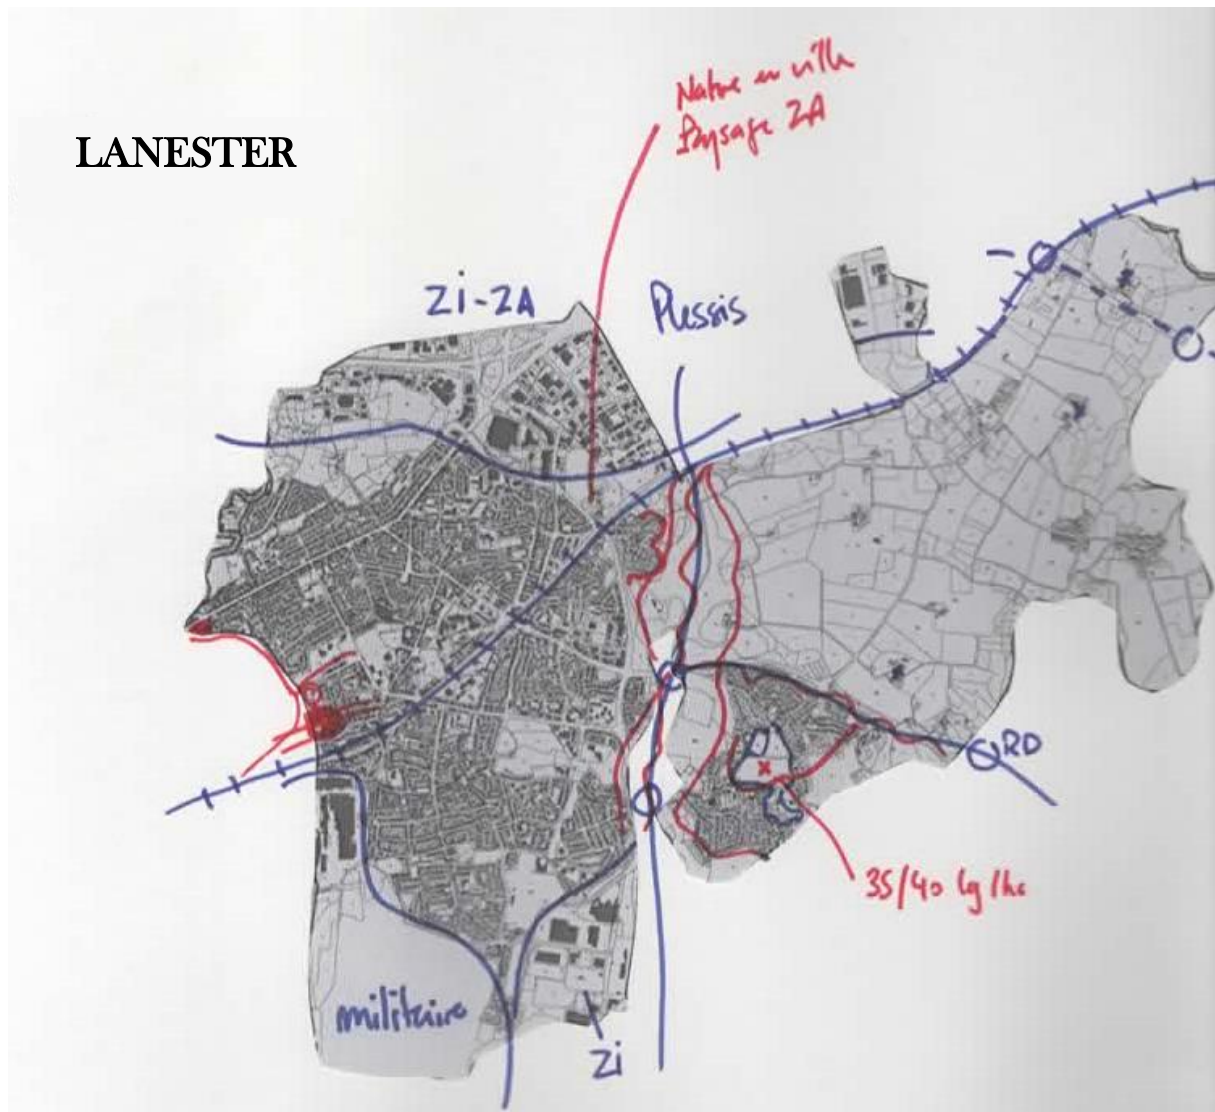 LANESTER
Nature en ville
Paysage ZA
Zi-ZA
Plessis
RD
35/40 lg/ha
militaire
Zi